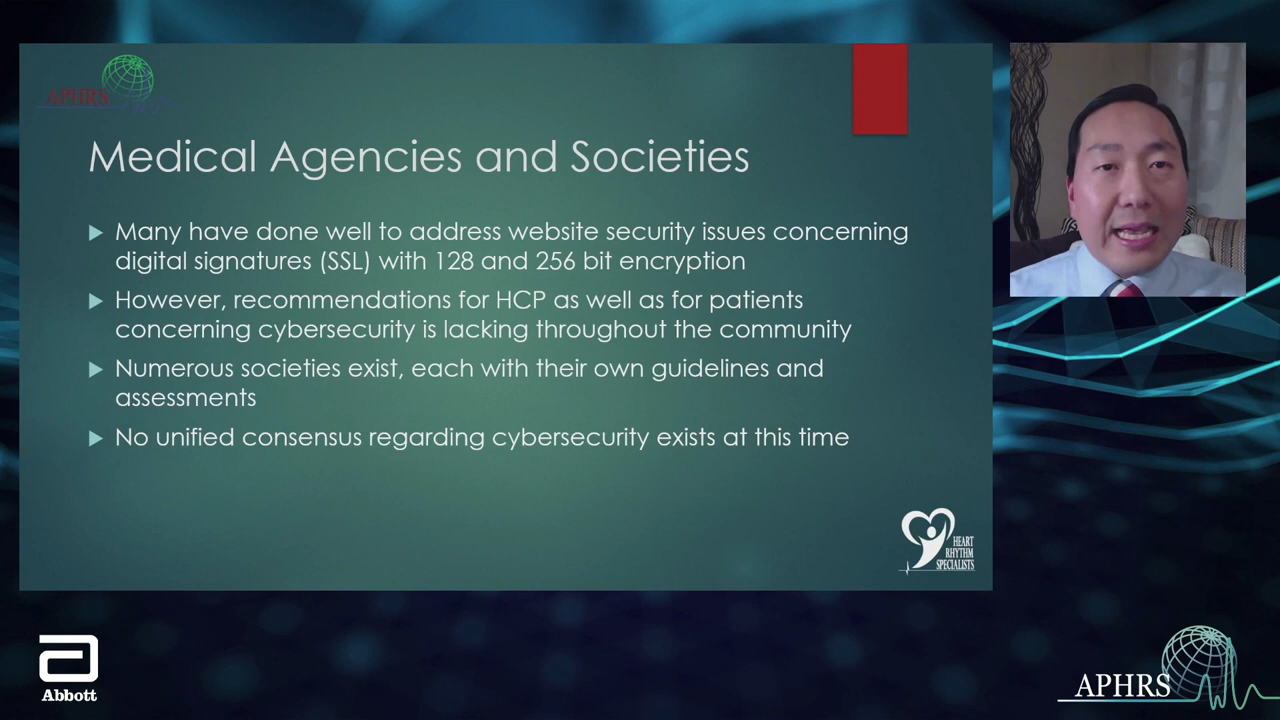 APHRS
Medical Agencies and Societies
Many have done well to address website security issues concerning
digital signatures (SSL) with 128 and 256 bit encryption
However, recommendations for HCP as well as for patients
concerning cybersecurity is lacking throughout the community
Numerous societies exist, each with their own guidelines and
assessments
No unified consensus regarding cybersecurity exists at this time
HEART
RHYTHM
SPECIALISTS
Abbott
APHRS